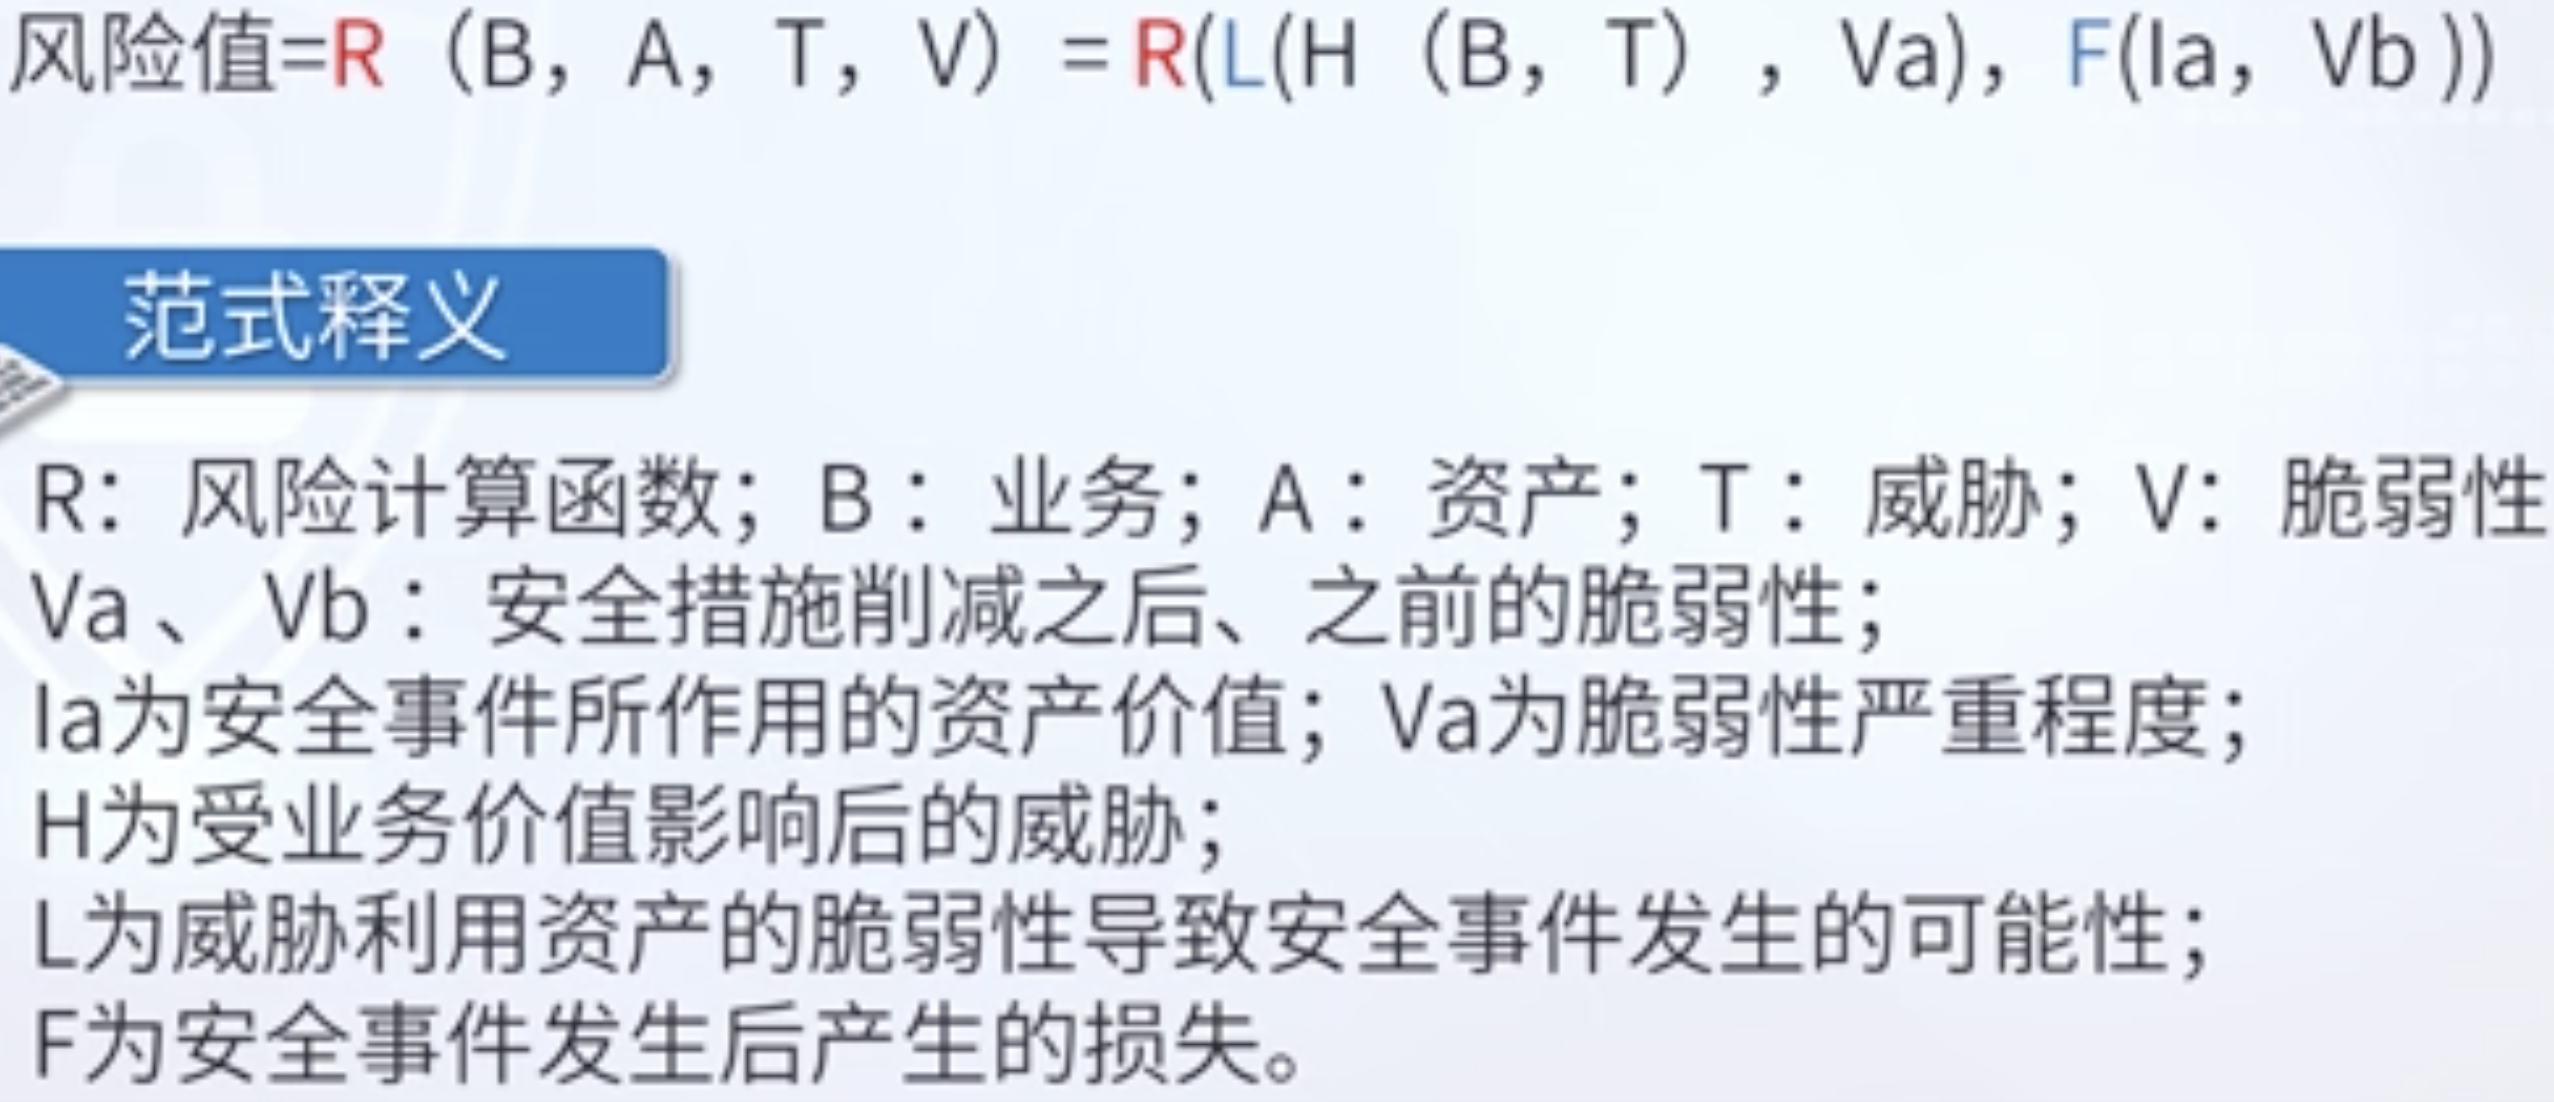 风险值=R（B，A，T，V）= R(L(H（B，T），Va)，F(Ia，Vb ))
范式释义
R：风险计算函数；B ：业务；A ：资产；T ：威胁；V：脆弱性
Va 、 Vb ：安全措施削减之后、之前的脆弱性；
Ia为安全事件所作用的资产价值；Va为脆弱性严重程度；
H为受业务价值影响后的威胁；
L为威胁利用资产的脆弱性导致安全事件发生的可能性；
F为安全事件发生后产生的损失。